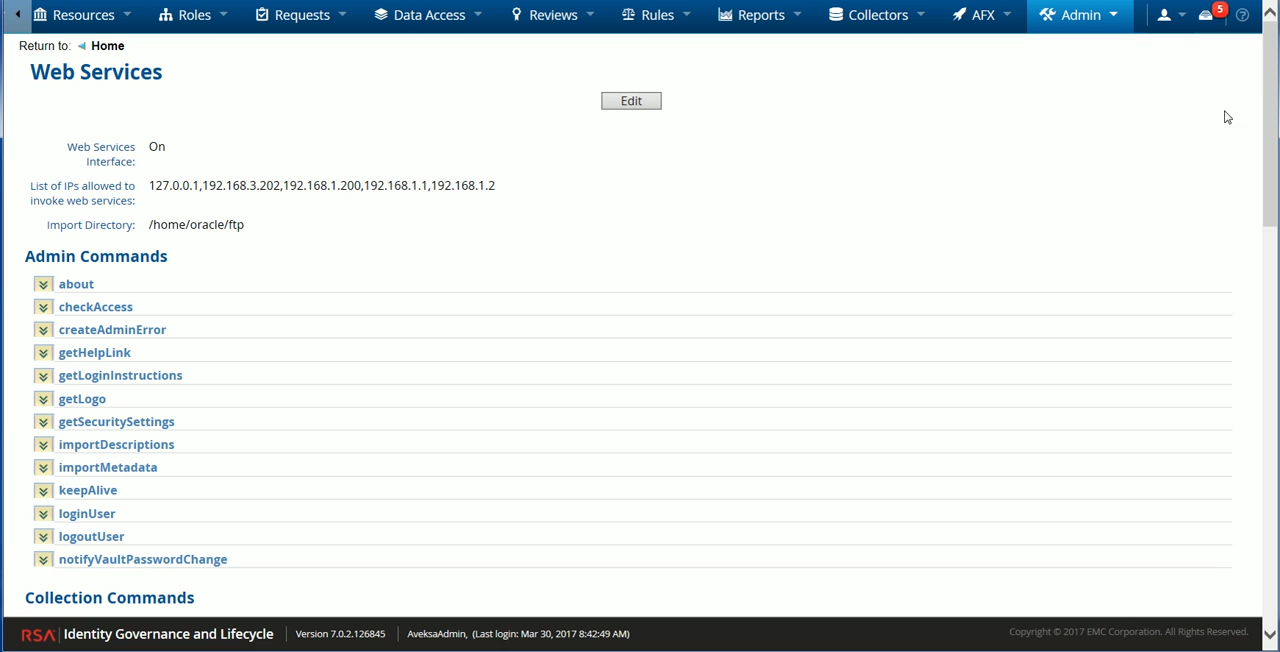 Resources Roles Requests Data Access Reviews Rules Reports Collectors AFX Admin 5 ?
Return to: Home
Web Services
Edit
Web Services Interface: On
List of IPs allowed to invoke web services: 127.0.0.1,192.168.3.202,192.168.1.200,192.168.1.1,192.168.1.2
Import Directory: /home/oracle/ftp
Admin Commands
about
checkAccess
createAdminError
getHelpLink
getLoginInstructions
getLogo
getSecuritySettings
importDescriptions
importMetadata
keepAlive
loginUser
logoutUser
notifyVaultPasswordChange
Collection Commands
RSA Identity Governance and Lifecycle Version 7.0.2.126845 AveksaAdmin, (Last login: Mar 30, 2017 8:42:49 AM) Copyright © 2017 EMC Corporation. All Rights Reserved.